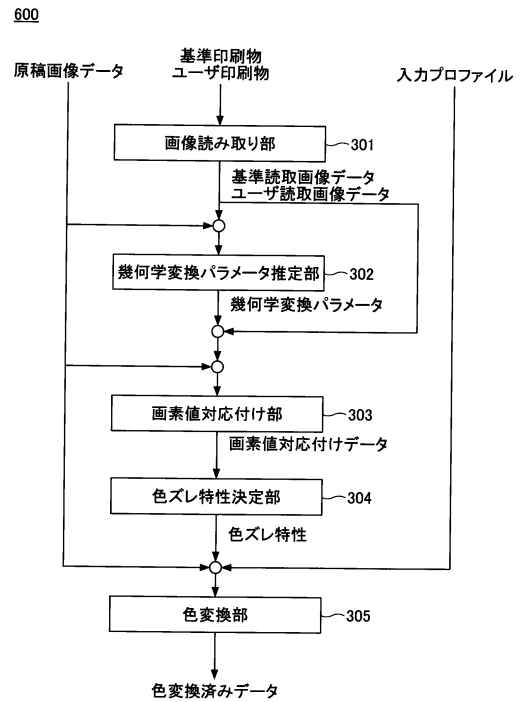 600
基準印刷物
ユーザ印刷物
原稿画像データ
入力プロファイル
画像読み取り部
301
基準読取画像データ
ユーザ読取画像データ
幾何学変換パラメータ推定部
302
幾何学変換パラメータ
画素値対応付け部
303
画素値対応付けデータ
色ズレ特性決定部
304
色ズレ特性
色変換部
305
色変換済みデータ